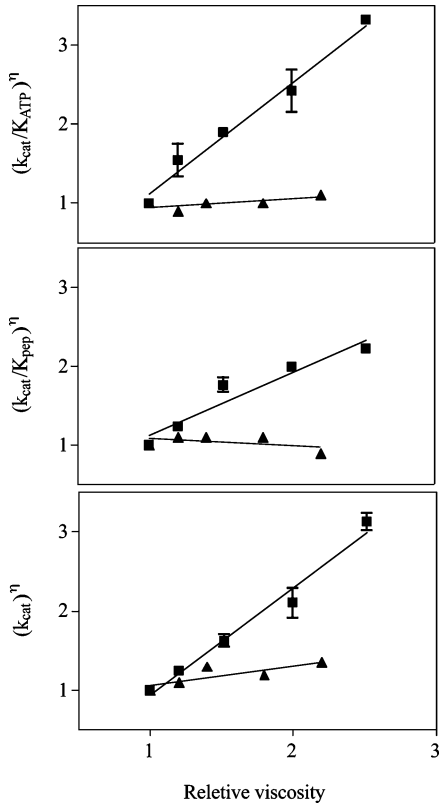 (kcat/KATP)η
3
2
1
(kcat/Kpep)η
3
2
1
(kcat)η
3
2
1
1 2 3
Reletive viscosity